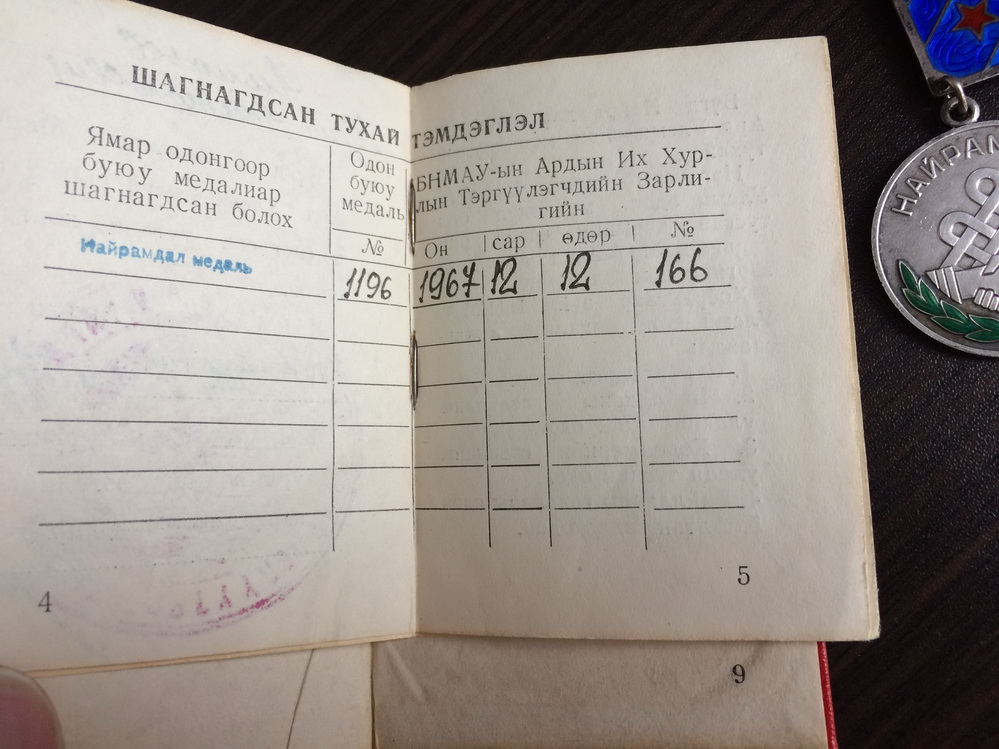 ШАГНАГДСАН ТУХАЙ ТЭМДЭГЛЭЛ
Ямар одонгоор
буюу медалиар
шагнагдсан болох
Одон
буюу
медаль
№
БНМАУ-ын Ардын Их Хур-
лын Тэргүүлэгчдийн Зарли-
гийн
Он сар өдөр №
Найрамдал медаль
1196 1967 12 12 166
4
5
9
НАЙРАМ